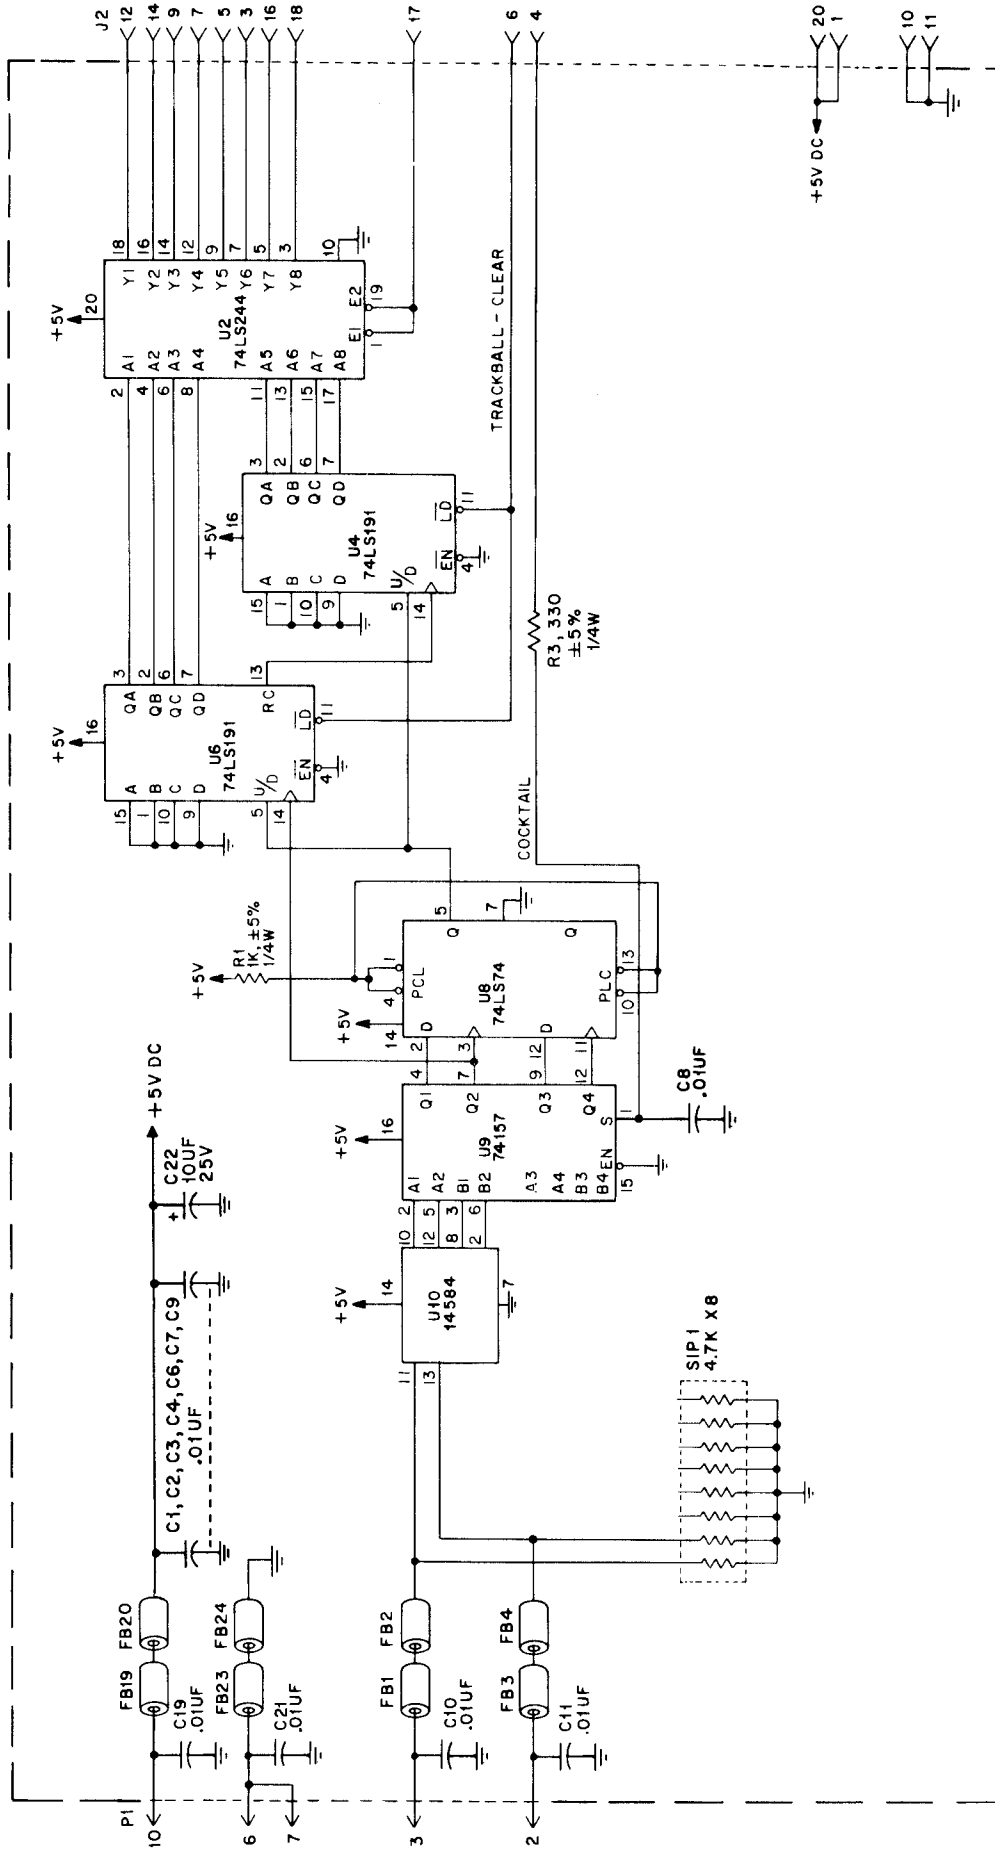 J2
12
14
9
7
5
3
16
18
17
6
4
20
1
10
11
+5V DC
+5V
20
18
16
14
12
9
7
5
3
10
Y1
Y2
Y3
Y4
Y5
Y6
Y7
Y8
U2
74LS244
E1
E2
1
19
A1
A2
A3
A4
A5
A6
A7
A8
2
4
6
8
11
13
15
17
TRACKBALL-CLEAR
+5V
16
3
2
6
7
QA
QB
QC
QD
U4
74LS191
A
B
C
D
U/D
EN
LD
4
11
15
1
10
9
5
14
R3, 330
±5%
1/4W
+5V
16
3
2
6
7
13
QA
QB
QC
QD
RC
U6
74LS191
A
B
C
D
U/D
EN
LD
4
11
15
1
10
9
5
14
COCKTAIL
+5V
R1
1K, ±5%
1/4W
+5V
14
4
1
PCL
5
7
Q
Q
U8
74LS74
D
D
PLC
10
13
2
3
12
11
4
7
9
12
Q1
Q2
Q3
Q4
+5V
16
U9
74157
S
1
EN
15
A1
A2
B1
B2
A3
A4
B3
B4
C8
.01UF
2
5
3
6
10
12
8
2
+5V
14
U10
14584
7
11
13
+5V DC
C22
10UF
25V
+
C1, C2, C3, C4, C6, C7, C9
.01UF
SIP1
4.7K X8
FB20
FB19
FB24
FB23
FB2
FB1
FB4
FB3
C19
.01UF
C21
.01UF
C10
.01UF
C11
.01UF
P1
10
6
7
3
2